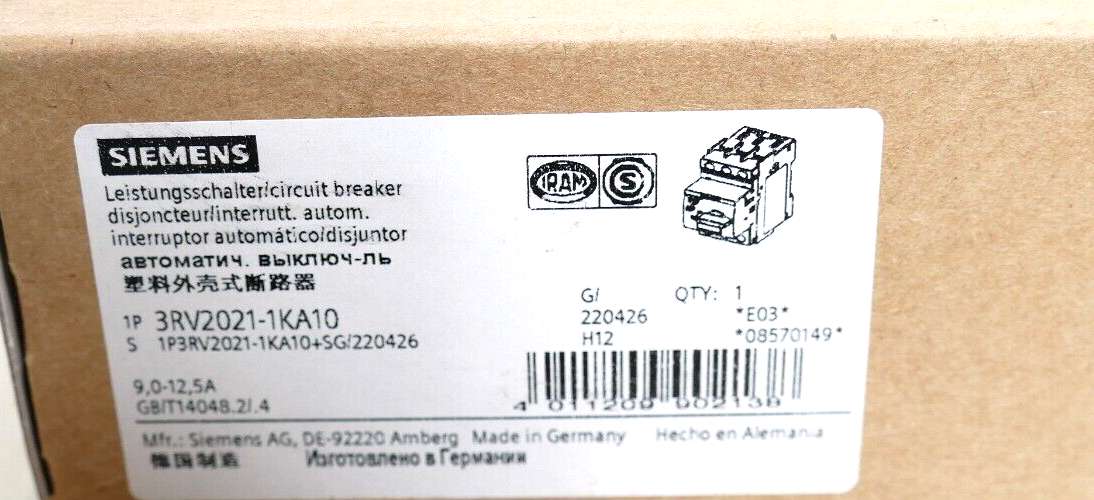 SIEMENS
Leistungsschalter/circuit breaker
disjoncteur/interrutt. autom.
interruptor automático/disjuntor
автоматич. выключ-ль
塑料外壳式断路器
IRAM S
1P 3RV2021-1KA10
S 1P3RV2021-1KA10+SG/220426
G/ QTY: 1
220426 *E03*
H12 *08570149*
9,0-12,5A
GB/T14048.2/.4
4 011209 902138
Mfr.: Siemens AG, DE-92220 Amberg Made in Germany Hecho en Alemania
德国制造 Изготовлено в Германии